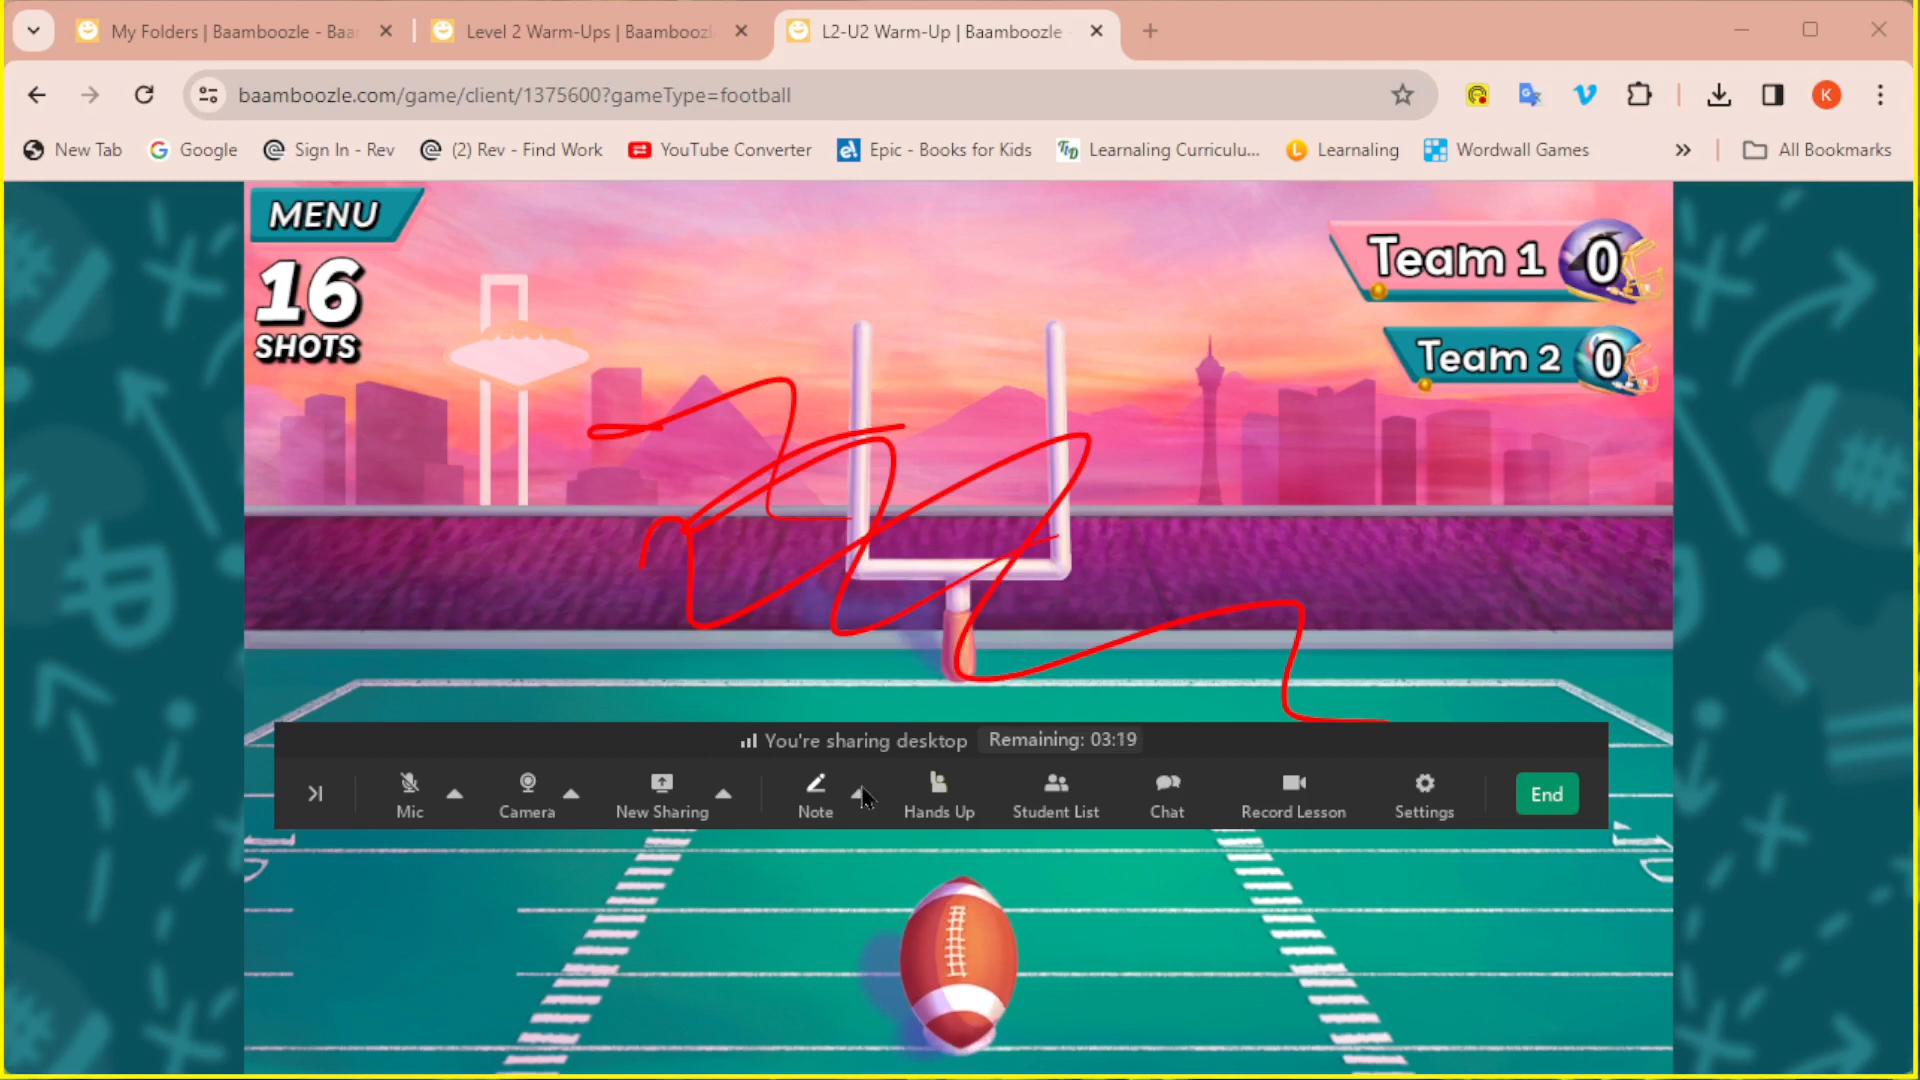 My Folders | Baamboozle - Baa
Level 2 Warm-Ups | Baambooz
L2-U2 Warm-Up | Baamboozle
baamboozle.com/game/client/1375600?gameType=football
K
New Tab
Google
Sign In - Rev
(2) Rev - Find Work
YouTube Converter
Epic - Books for Kids
Learnaling Curriculu...
Learnaling
Wordwall Games
All Bookmarks
MENU
16
SHOTS
Team 1 0
Team 2 0
You're sharing desktop Remaining: 03:19
Mic
Camera
New Sharing
Note
Hands Up
Student List
Chat
Record Lesson
Settings
End